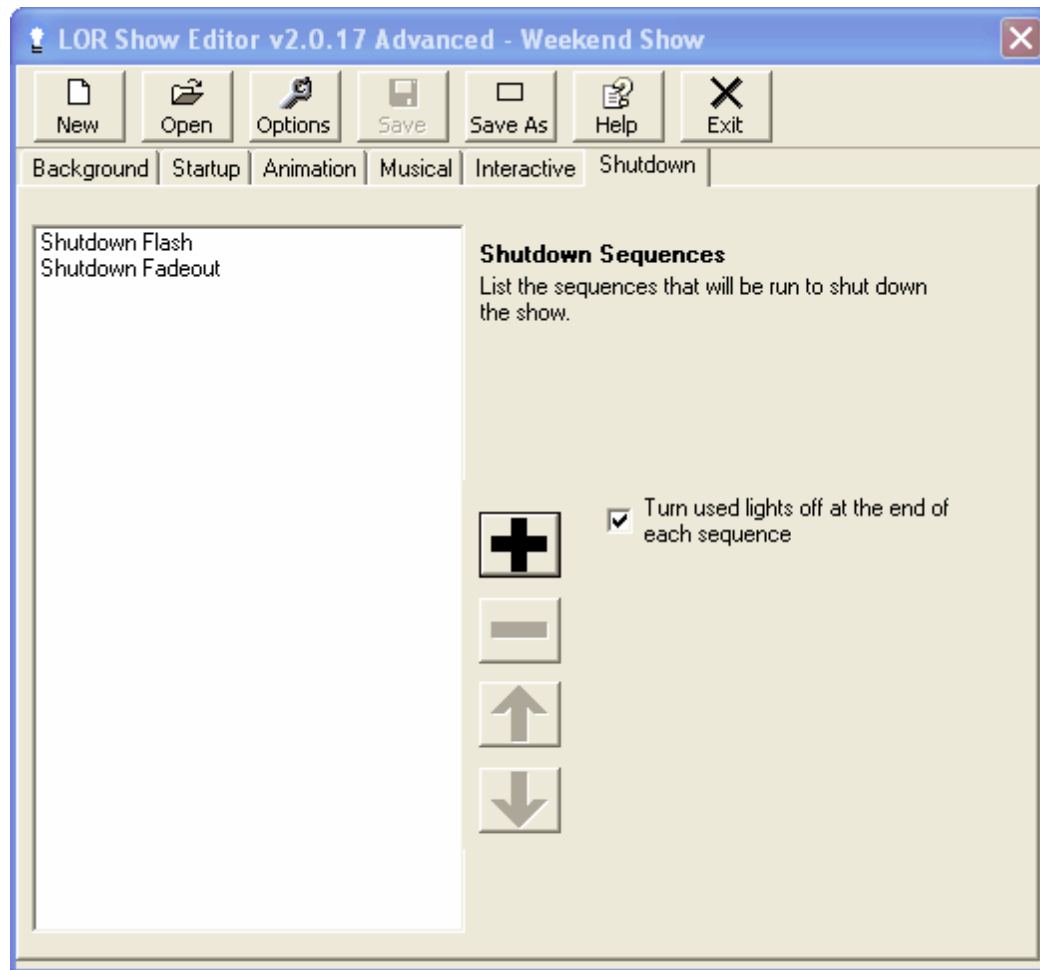 LOR Show Editor v2.0.17 Advanced - Weekend Show
New Open Options Save Save As Help Exit
Background Startup Animation Musical Interactive Shutdown
Shutdown Flash
Shutdown Fadeout
Shutdown Sequences
List the sequences that will be run to shut down
the show.
Turn used lights off at the end of
each sequence